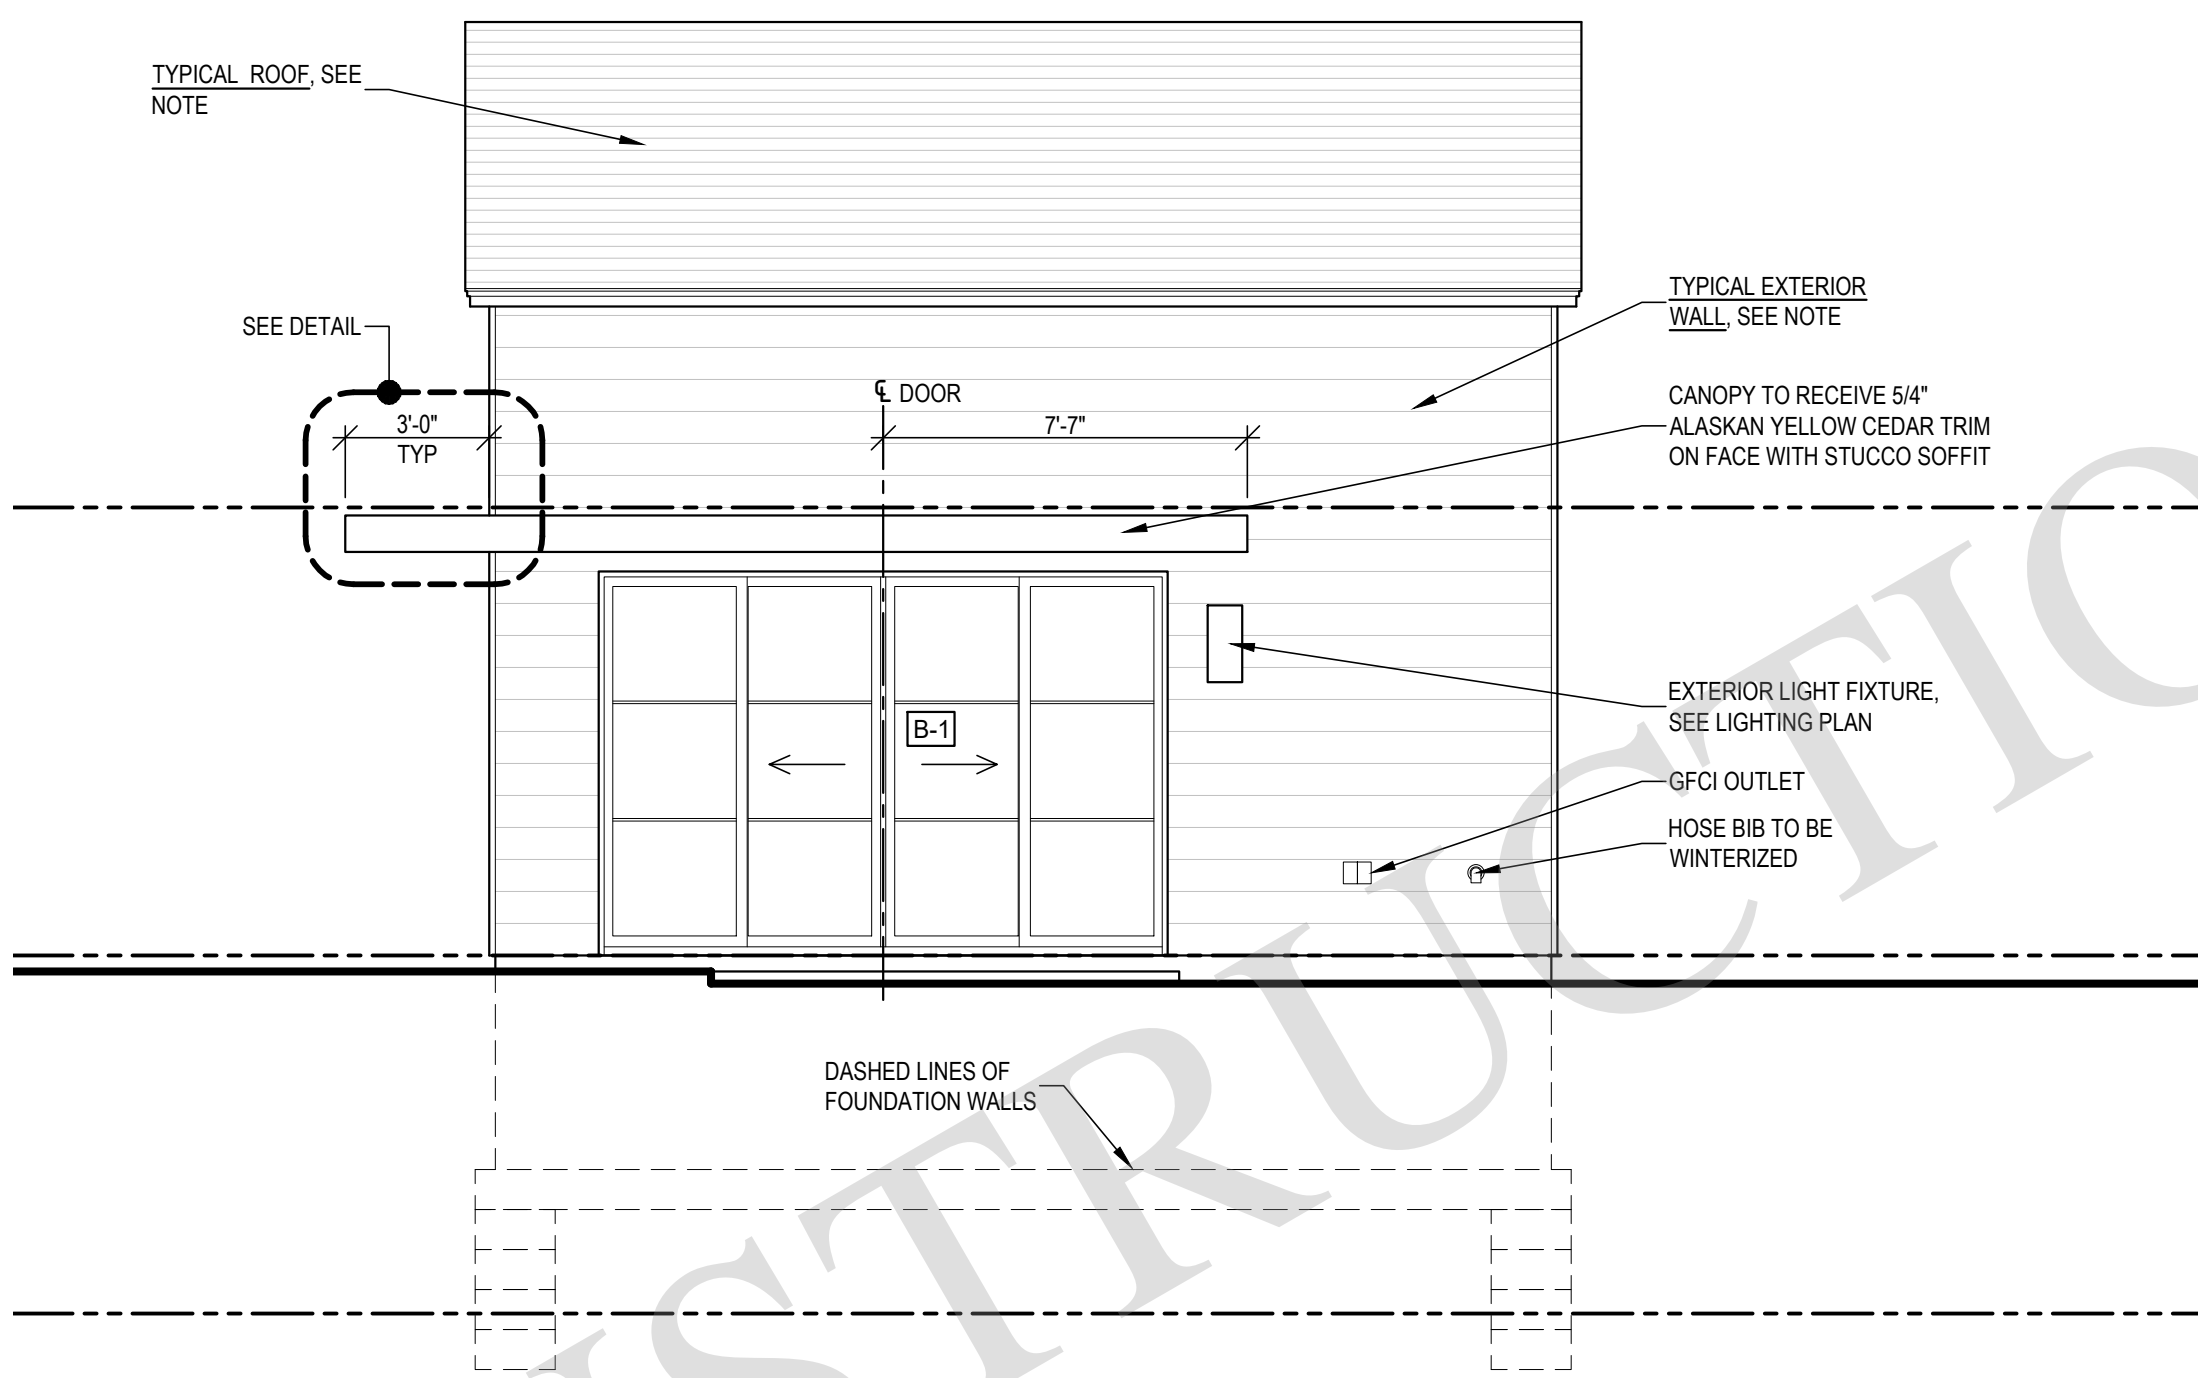 TYPICAL ROOF, SEE
NOTE
SEE DETAIL
3'-0"
TYP
℄ DOOR
7'-7"
TYPICAL EXTERIOR
WALL, SEE NOTE
CANOPY TO RECEIVE 5/4"
ALASKAN YELLOW CEDAR TRIM
ON FACE WITH STUCCO SOFFIT
B-1
EXTERIOR LIGHT FIXTURE,
SEE LIGHTING PLAN
GFCI OUTLET
HOSE BIB TO BE
WINTERIZED
DASHED LINES OF
FOUNDATION WALLS
STRUCTIO